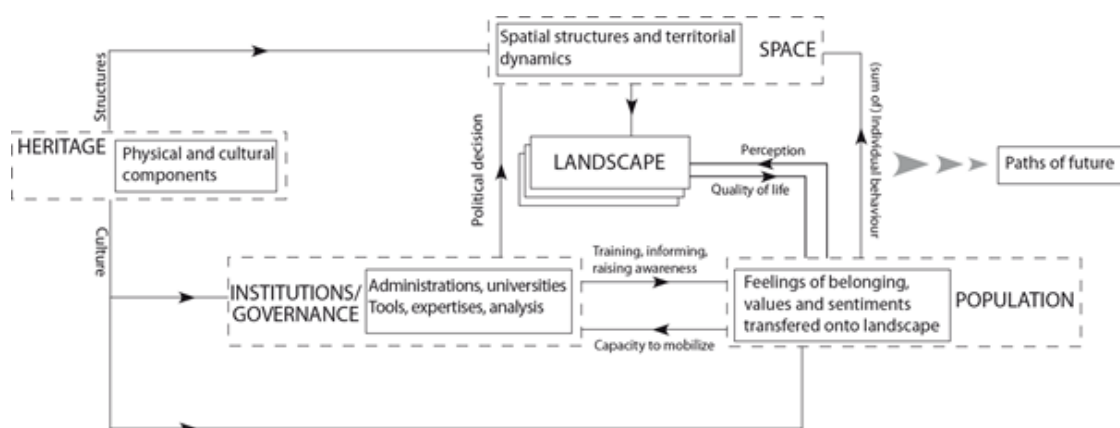 Spatial structures and territorial
dynamics
SPACE
Structures
HERITAGE
Physical and cultural
components
Political decision
LANDSCAPE
Perception
Quality of life
(sum of) Individual behaviour
Paths of future
Culture
INSTITUTIONS/
GOVERNANCE
Administrations, universities
Tools, expertises, analysis
Training, informing,
raising awareness
Capacity to mobilize
Feelings of belonging,
values and sentiments
transfered onto landscape
POPULATION